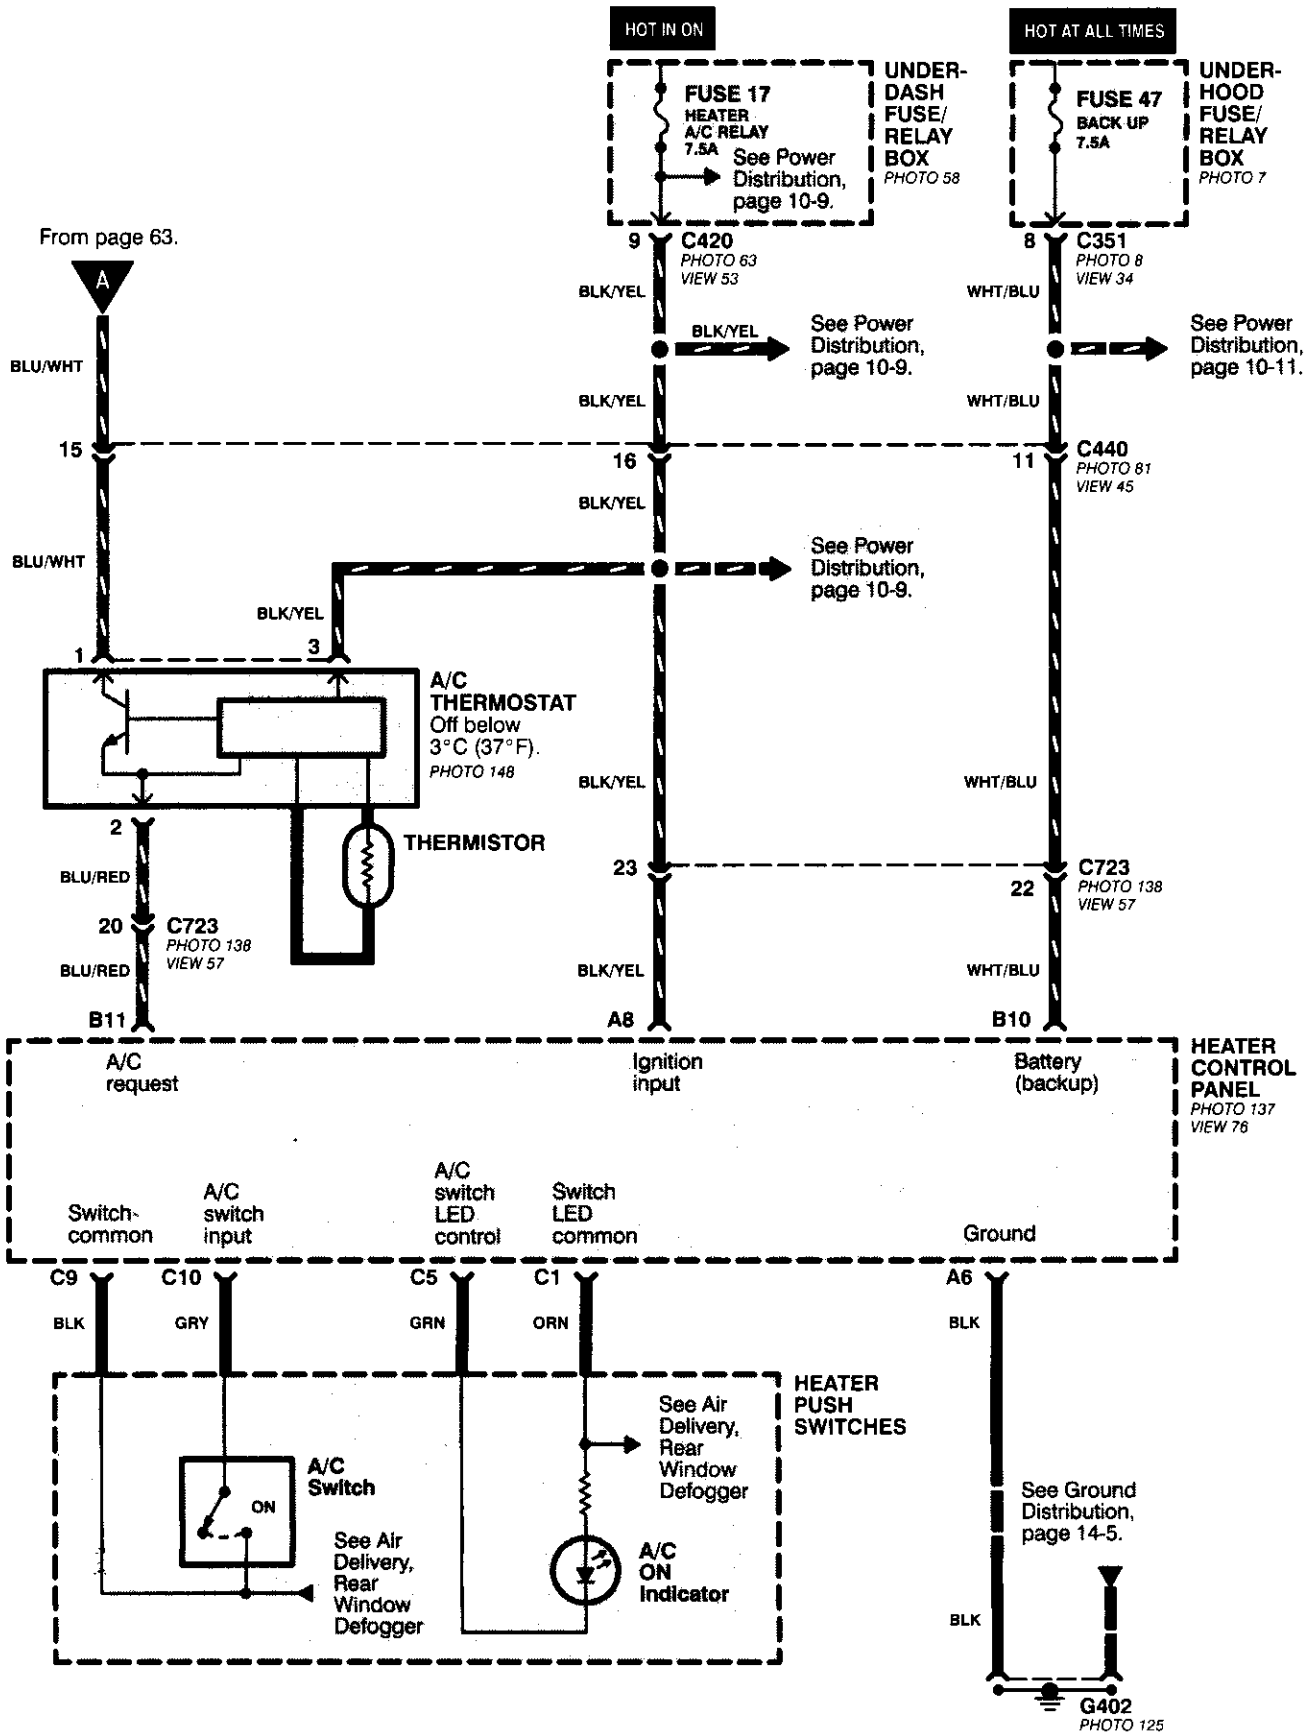 HOT IN ON
HOT AT ALL TIMES
FUSE 17
HEATER
A/C RELAY
7.5A
See Power
Distribution,
page 10-9.
UNDER-
DASH
FUSE/
RELAY
BOX
PHOTO 58
FUSE 47
BACK UP
7.5A
UNDER-
HOOD
FUSE/
RELAY
BOX
PHOTO 7
From page 63.
A
9
C420
PHOTO 63
VIEW 53
8
C351
PHOTO 8
VIEW 34
BLK/YEL
WHT/BLU
BLU/WHT
BLK/YEL
See Power
Distribution,
page 10-9.
See Power
Distribution,
page 10-11.
BLK/YEL
WHT/BLU
15
16
11
C440
PHOTO 81
VIEW 45
BLK/YEL
BLU/WHT
See Power
Distribution,
page 10-9.
BLK/YEL
1
3
A/C
THERMOSTAT
Off below
3°C (37°F).
PHOTO 148
BLK/YEL
WHT/BLU
2
THERMISTOR
BLU/RED
23
22
C723
PHOTO 138
VIEW 57
20
C723
PHOTO 138
VIEW 57
BLU/RED
BLK/YEL
WHT/BLU
B11
A8
B10
A/C
request
Ignition
input
Battery
(backup)
HEATER
CONTROL
PANEL
PHOTO 137
VIEW 76
Switch
common
A/C
switch
input
A/C
switch
LED
control
Switch
LED
common
Ground
C9
C10
C5
C1
A6
BLK
GRY
GRN
ORN
BLK
HEATER
PUSH
SWITCHES
See Air
Delivery,
Rear
Window
Defogger
A/C
Switch
ON
See Air
Delivery,
Rear
Window
Defogger
A/C
ON
Indicator
See Ground
Distribution,
page 14-5.
BLK
G402
PHOTO 125